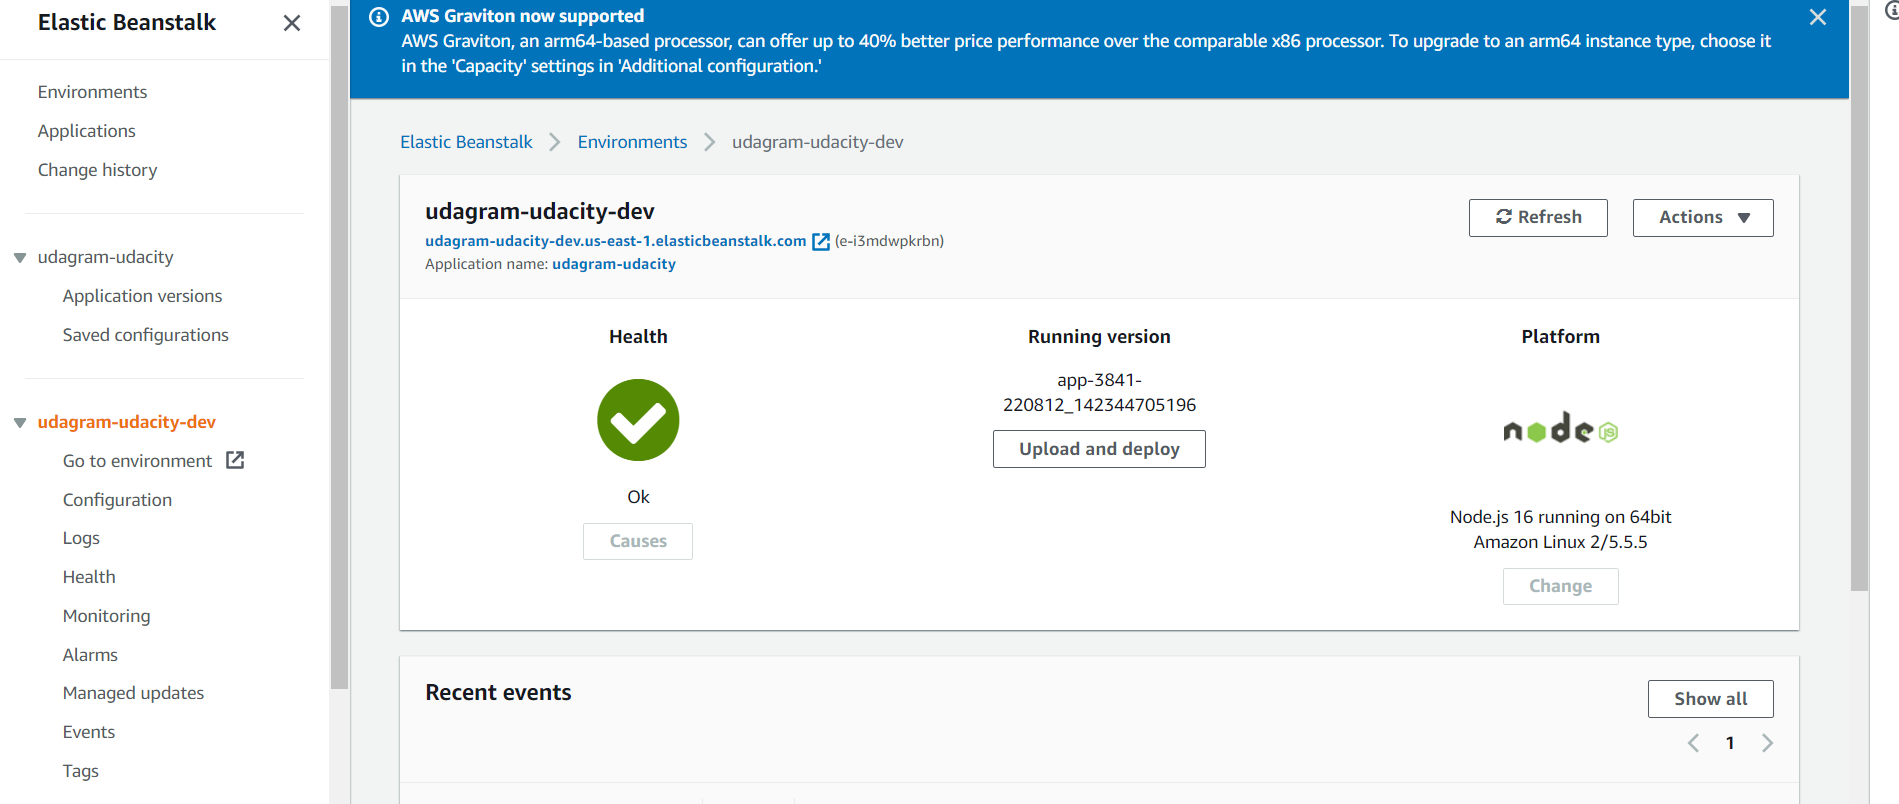 Elastic Beanstalk
Environments
Applications
Change history
udagram-udacity
Application versions
Saved configurations
udagram-udacity-dev
Go to environment
Configuration
Logs
Health
Monitoring
Alarms
Managed updates
Events
Tags
AWS Graviton now supported
AWS Graviton, an arm64-based processor, can offer up to 40% better price performance over the comparable x86 processor. To upgrade to an arm64 instance type, choose it
in the 'Capacity' settings in 'Additional configuration.'
Elastic Beanstalk Environments udagram-udacity-dev
udagram-udacity-dev
udagram-udacity-dev.us-east-1.elasticbeanstalk.com (e-i3mdwpkrbn)
Application name: udagram-udacity
Refresh
Actions
Health
Ok
Causes
Running version
app-3841-
220812_142344705196
Upload and deploy
Platform
node JS
Node.js 16 running on 64bit
Amazon Linux 2/5.5.5
Change
Recent events
Show all
1